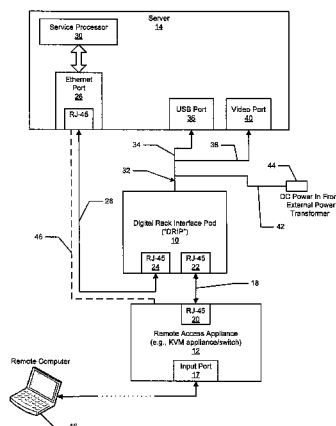 Server
14
Service Processor
30
Ethernet
Port
26
RJ-45
USB Port
36
Video Port
40
34
38
44
32
DC Power In From
External Power
Transformer
42
46
28
Digital Rack Interface Pod
("DRIP")
10
RJ-45
24
RJ-45
22
18
RJ-45
20
Remote Access Appliance
(e.g., KVM appliance/switch)
12
Remote Computer
Input Port
17